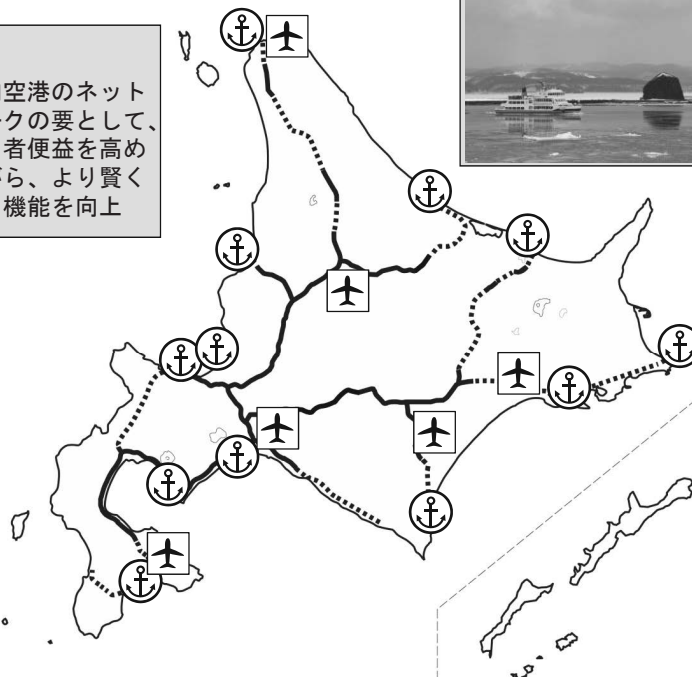 空港のネット
クの要として、
者便益を高め
ら、より賢く
機能を向上